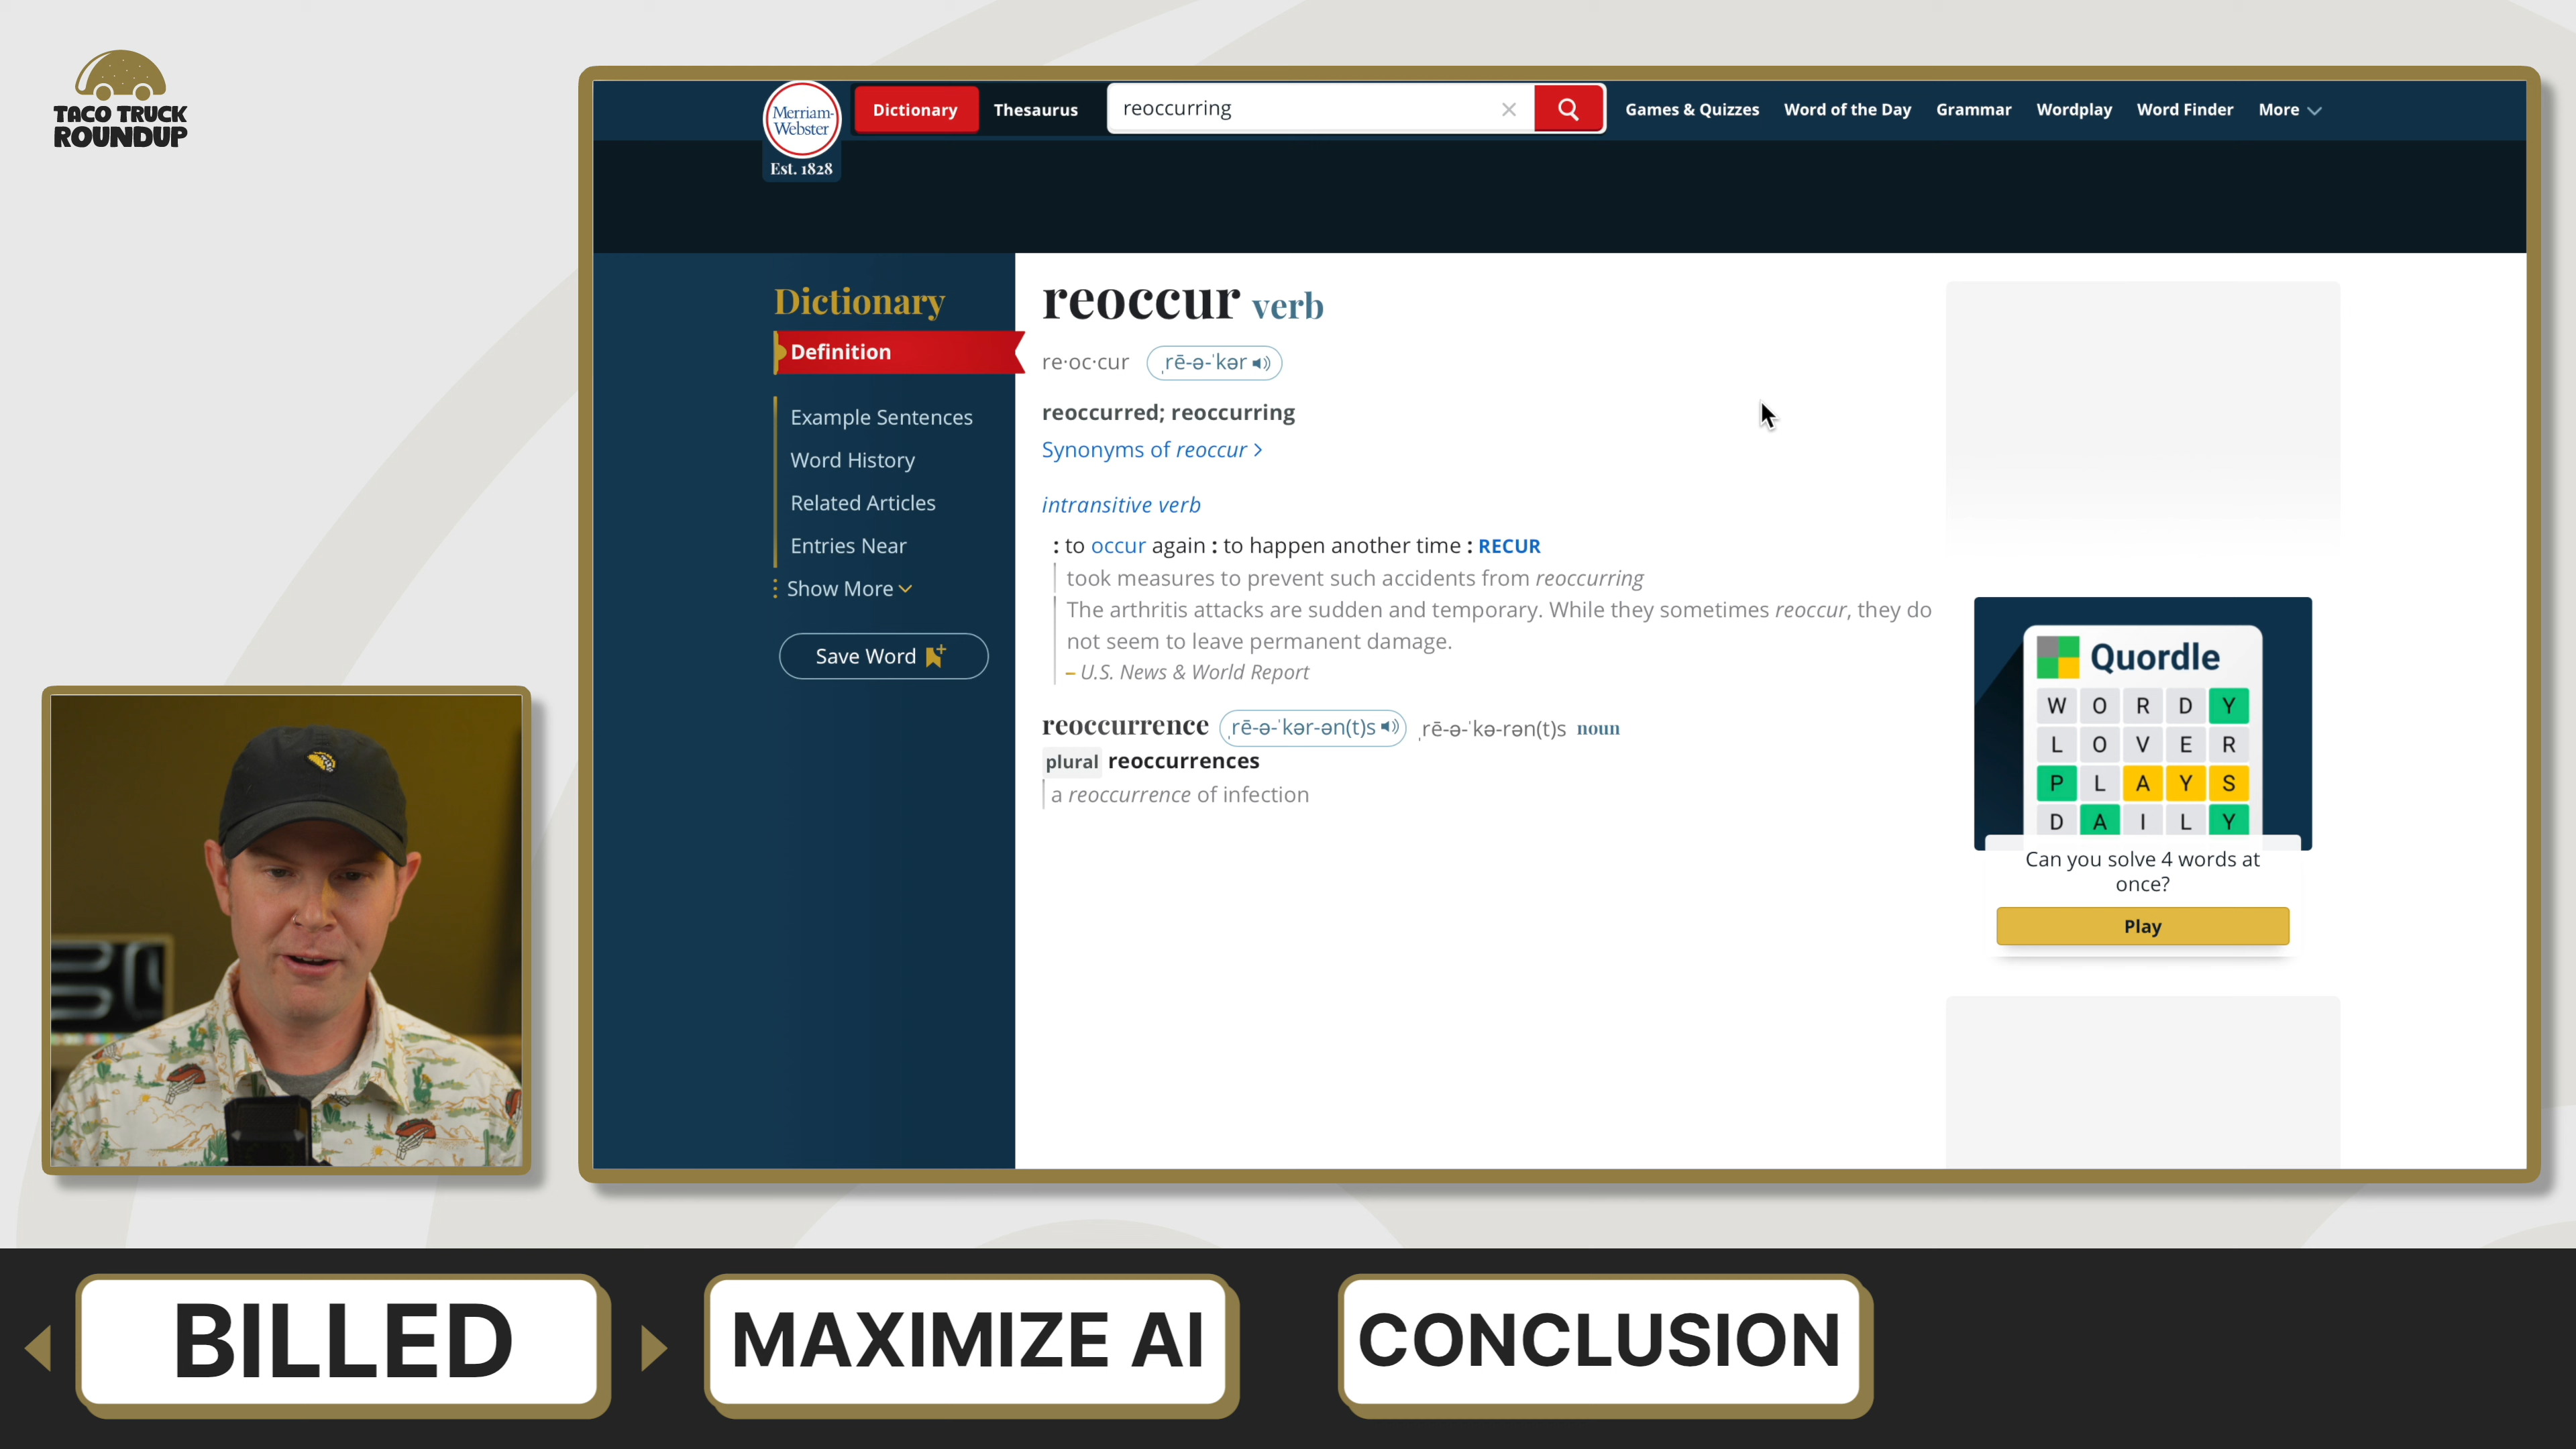 TACO TRUCK
ROUNDUP
Merriam-
Webster
Est. 1828
Dictionary
Thesaurus
reoccurring
Games & Quizzes
Word of the Day
Grammar
Wordplay
Word Finder
More
Dictionary
Definition
Example Sentences
Word History
Related Articles
Entries Near
Show More
Save Word
reoccur verb
re·oc·cur ˌrē-ə-ˈkər
reoccurred; reoccurring
Synonyms of reoccur >
intransitive verb
: to occur again : to happen another time : RECUR
took measures to prevent such accidents from reoccurring
The arthritis attacks are sudden and temporary. While they sometimes reoccur, they do
not seem to leave permanent damage.
– U.S. News & World Report
reoccurrence ˌrē-ə-ˈkər-ən(t)s ˌrē-ə-ˈkə-rən(t)s noun
plural reoccurrences
a reoccurrence of infection
Quordle
W O R D Y
L O V E R
P L A Y S
D A I L Y
Can you solve 4 words at
once?
Play
BILLED
MAXIMIZE AI
CONCLUSION